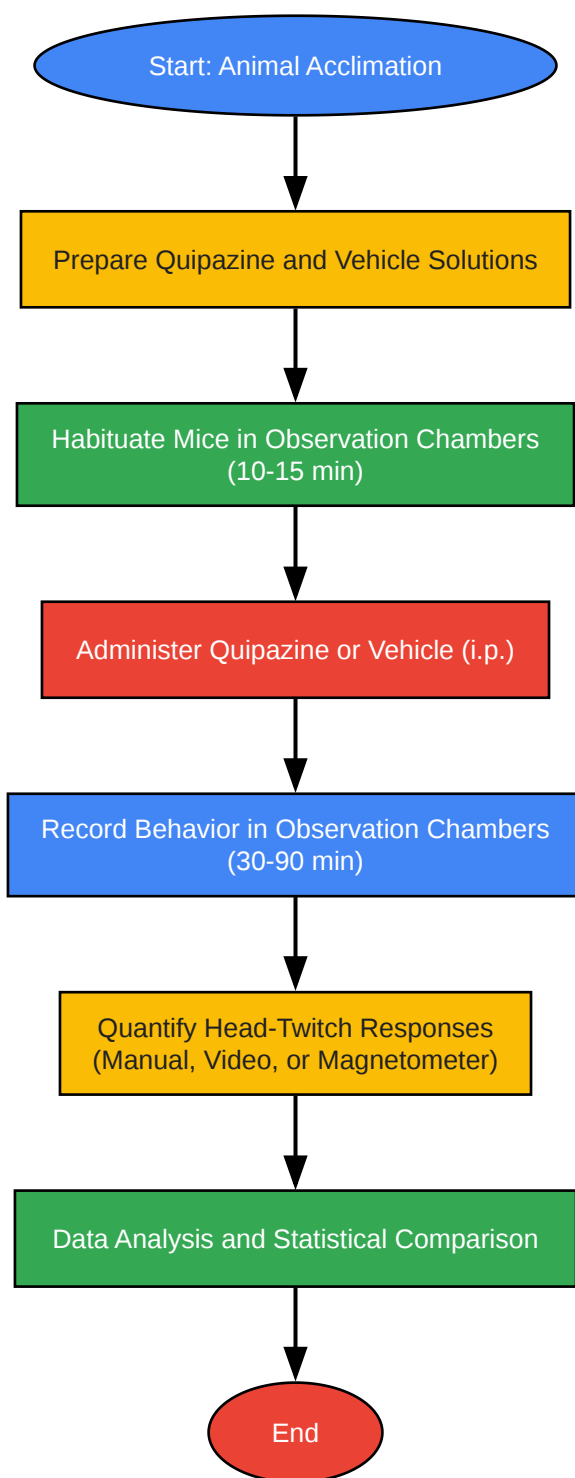 Start: Animal Acclimation
Prepare Quipazine and Vehicle Solutions
Habituate Mice in Observation Chambers
(10-15 min)
Administer Quipazine or Vehicle (i.p.)
Record Behavior in Observation Chambers
(30-90 min)
Quantify Head-Twitch Responses
(Manual, Video, or Magnetometer)
Data Analysis and Statistical Comparison
End